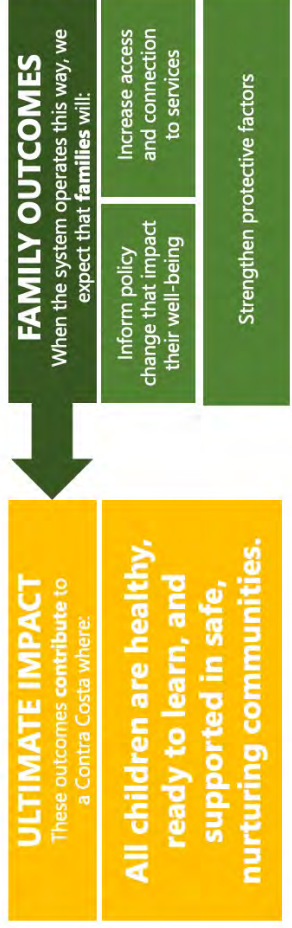 ULTIMATE IMPACT
These outcomes contribute to
a Contra Costa where:
All children are healthy,
ready to learn, and
supported in safe,
nurturing communities.
FAMILY OUTCOMES
When the system operates this way, we
expect that families will:
Inform policy
change that impact
their well-being
Increase access
and connection
to services
Strengthen protective factors